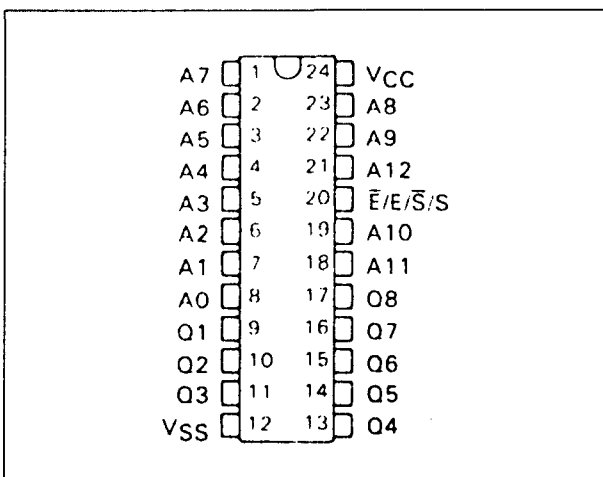 A7 1 24 VCC
A6 2 23 A8
A5 3 22 A9
A4 4 21 A12
A3 5 20 E̅/E/S̅/S
A2 6 19 A10
A1 7 18 A11
A0 8 17 Q8
Q1 9 16 Q7
Q2 10 15 Q6
Q3 11 14 Q5
VSS 12 13 Q4